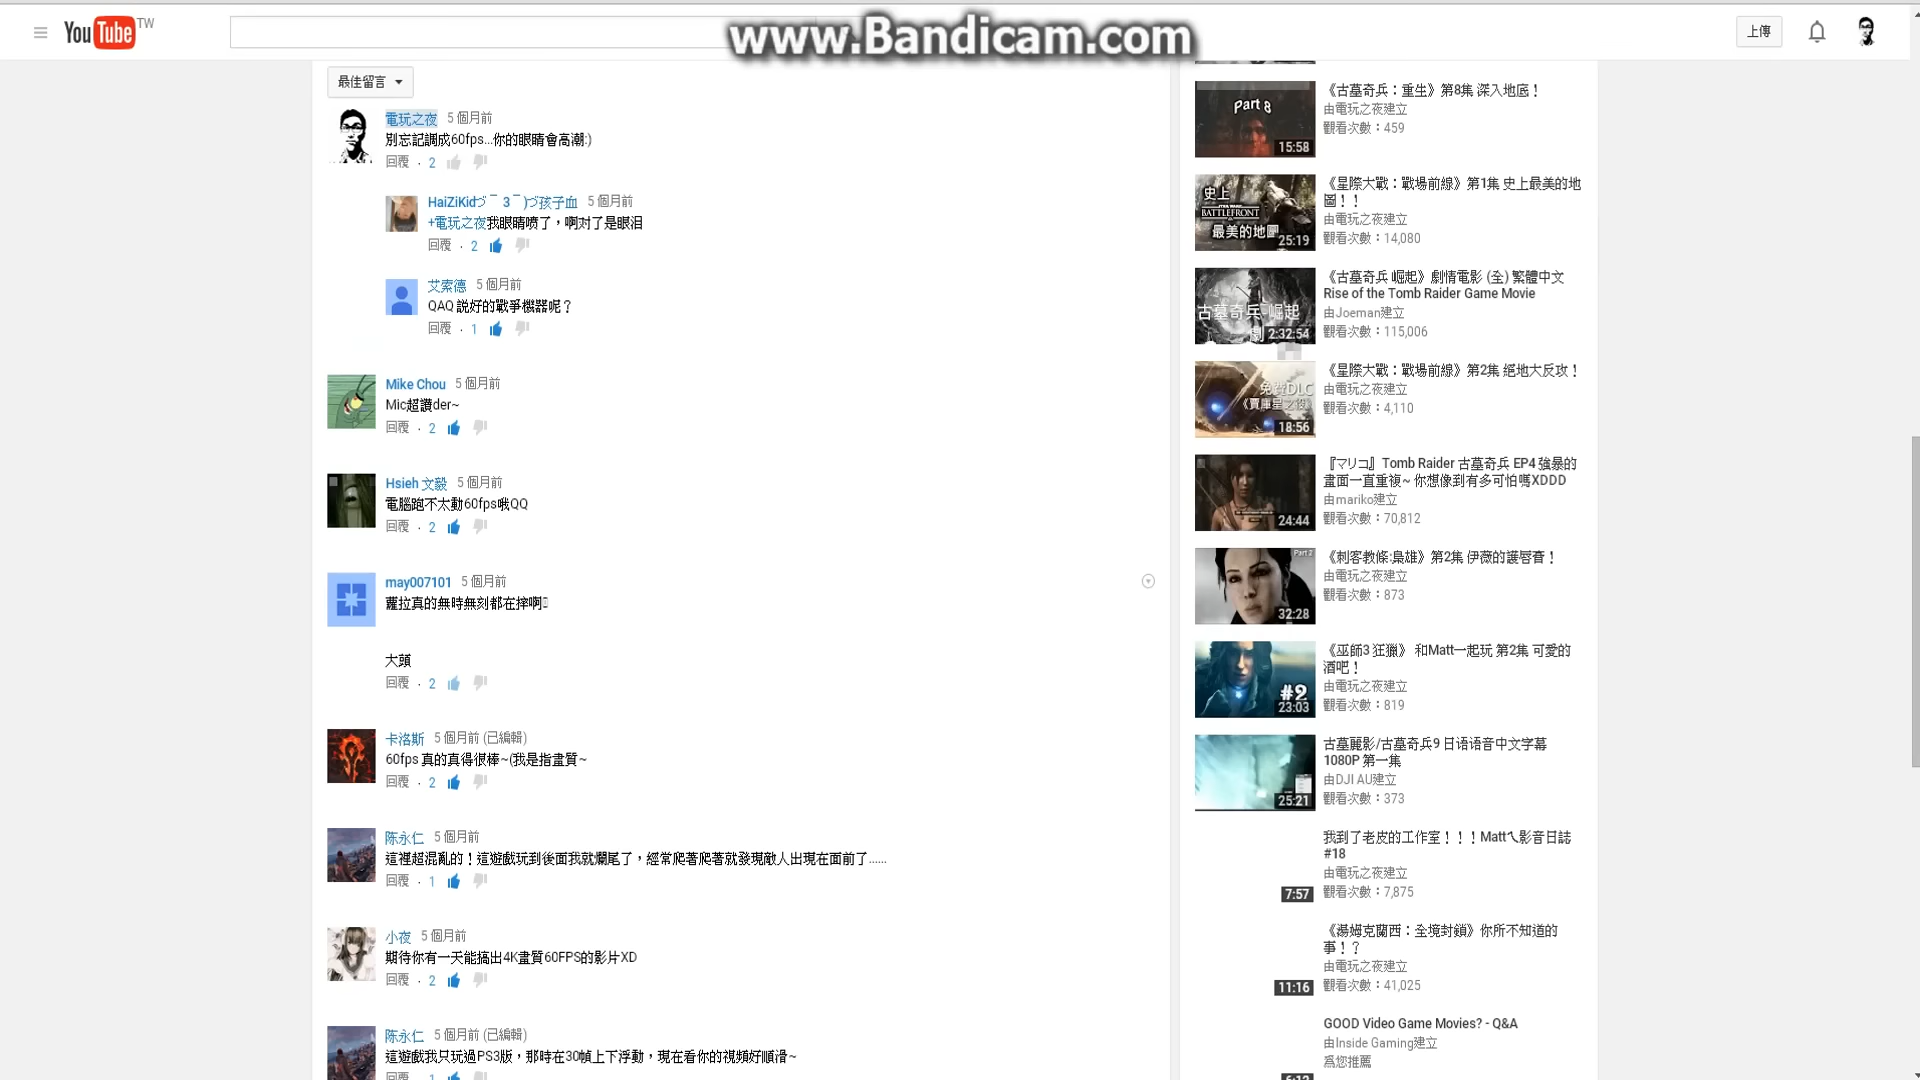 YouTube TW
www.Bandicam.com
上傳
最佳留言
電玩之夜 5 個月前
別忘記調成60fps...你的眼睛會高潮:)
回覆 · 2
HaiZiKidづ￣ 3￣)づ孩子血 5 個月前
+電玩之夜我眼睛喷了，啊对了是眼泪
回覆 · 2
艾索德 5 個月前
QAQ 説好的戰爭機器呢？
回覆 · 1
Mike Chou 5 個月前
Mic超讚der~
回覆 · 2
Hsieh 文毅 5 個月前
電腦跑不太動60fps哦QQ
回覆 · 2
may007101 5 個月前
蘿拉真的無時無刻都在摔啊
大頭
回覆 · 2
卡洛斯 5 個月前 (已編輯)
60fps 真的真得很棒~(我是指畫質~
回覆 · 2
陈永仁 5 個月前
這裡超混亂的！這遊戲玩到後面我就爛尾了，經常爬著爬著就發現敵人出現在面前了......
回覆 · 1
小夜 5 個月前
期待你有一天能搞出4K畫質60FPS的影片XD
回覆 · 2
陈永仁 5 個月前 (已編輯)
這遊戲我只玩過PS3版，那時在30幀上下浮動，現在看你的視頻好順滑~
回覆 · 1
Part 8
15:58
《古墓奇兵：重生》第8集 深入地底！
由電玩之夜建立
觀看次數：459
史上
BATTLEFRONT
最美的地圖
25:19
《星際大戰：戰場前線》第1集 史上最美的地
圖！！
由電玩之夜建立
觀看次數：14,080
古墓奇兵 崛起
2:32:54
《古墓奇兵 崛起》劇情電影 (全) 繁體中文
Rise of the Tomb Raider Game Movie
由Joeman建立
觀看次數：115,006
免費DLC
《賈庫星之役》
18:56
《星際大戰：戰場前線》第2集 絕地大反攻！
由電玩之夜建立
觀看次數：4,110
24:44
『マリコ』Tomb Raider 古墓奇兵 EP4 強暴的
畫面一直重複~ 你想像到有多可怕嗎XDDD
由mariko建立
觀看次數：70,812
Part 2
32:28
《刺客教條:梟雄》第2集 伊薇的護唇膏！
由電玩之夜建立
觀看次數：873
#2
23:03
《巫師3 狂獵》 和Matt一起玩 第2集 可愛的
酒吧！
由電玩之夜建立
觀看次數：819
25:21
古墓麗影/古墓奇兵9 日语语音中文字幕
1080P 第一集
由DJI AU建立
觀看次數：373
7:57
我到了老皮的工作室！！！Matt乀影音日誌
#18
由電玩之夜建立
觀看次數：7,875
11:16
《湯姆克蘭西：全境封鎖》你所不知道的
事！？
由電玩之夜建立
觀看次數：41,025
GOOD Video Game Movies? - Q&A
由Inside Gaming建立
為您推薦